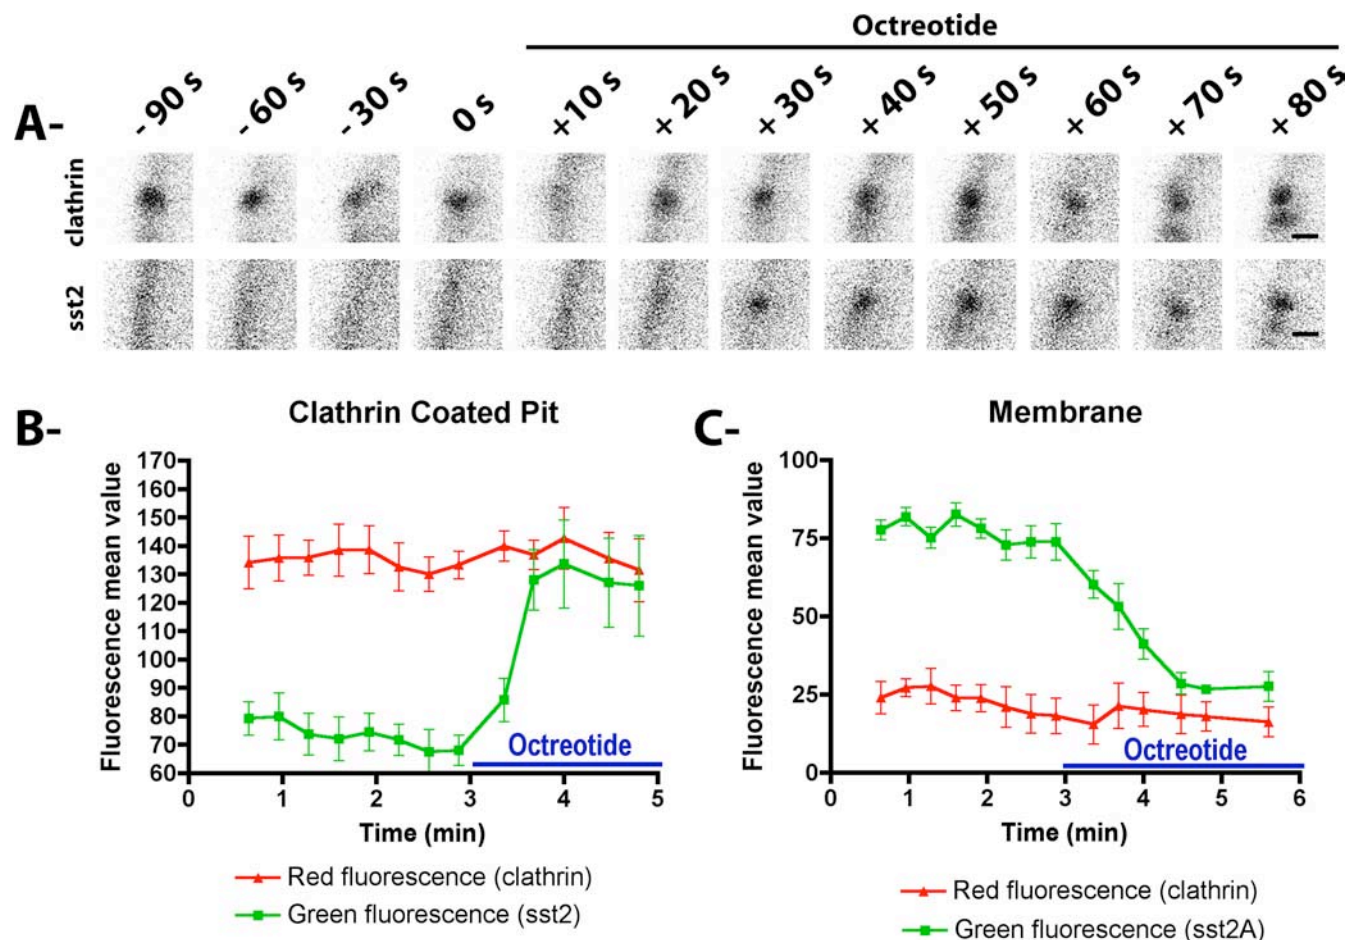 Octreotide
A-
- 90 s - 60 s - 30 s 0 s +10 s +20 s +30 s +40 s +50 s +60 s +70 s +80 s
clathrin
sst2
B-
Clathrin Coated Pit
Fluorescence mean value
170
160
150
140
130
120
110
100
90
80
70
60
Octreotide
0 1 2 3 4 5
Time (min)
Red fluorescence (clathrin)
Green fluorescence (sst2)
C-
Membrane
Fluorescence mean value
100
75
50
25
0
Octreotide
0 1 2 3 4 5 6
Time (min)
Red fluorescence (clathrin)
Green fluorescence (sst2A)